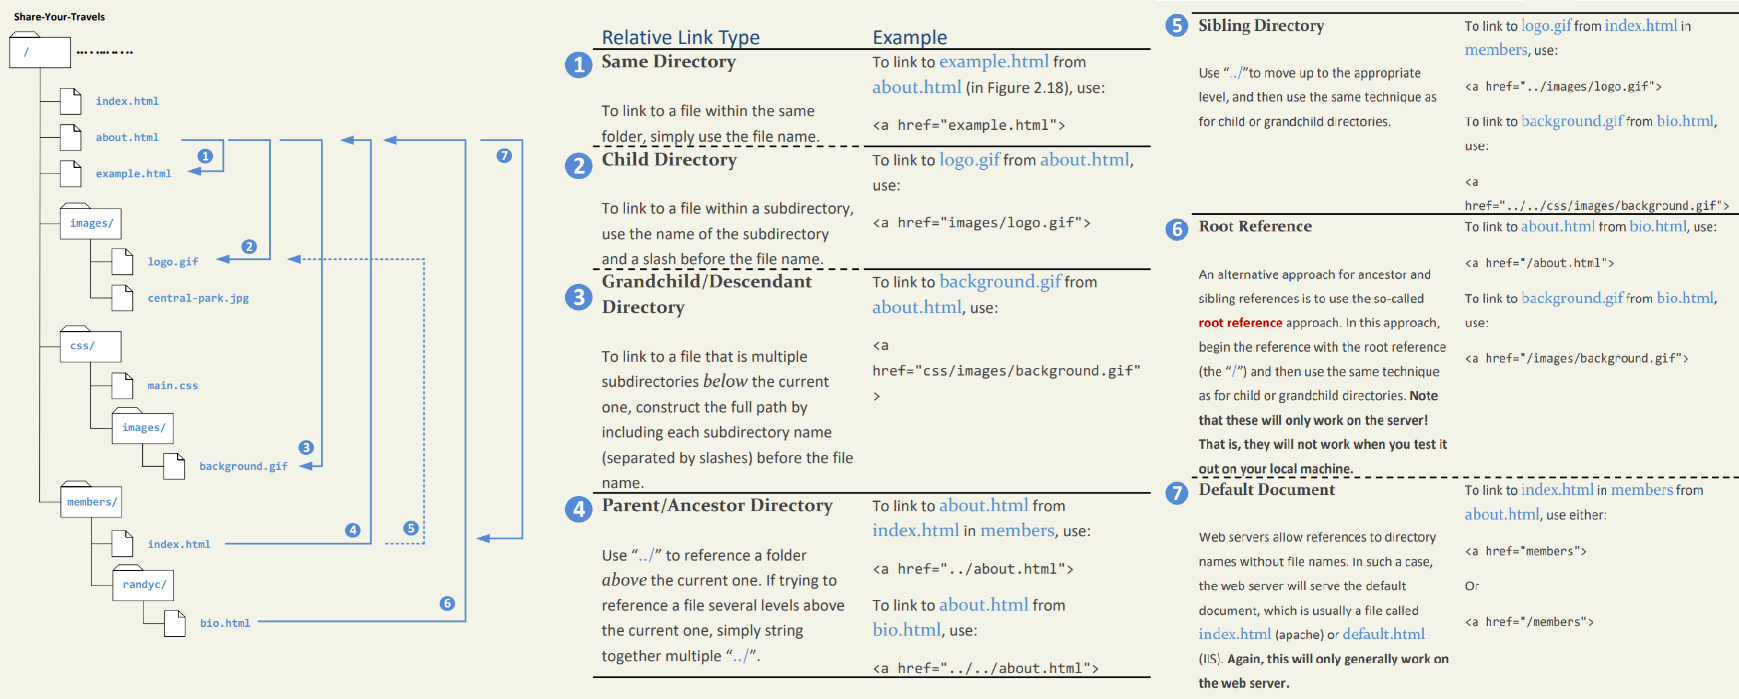 Share-Your-Travels
/
index.html
about.html
1
7
example.html
images/
2
logo.gif
central-park.jpg
css/
main.css
images/
3
background.gif
members/
4
5
index.html
randyc/
6
bio.html
Relative Link Type
Example
1
Same Directory
To link to a file within the same
folder, simply use the file name.
To link to example.html from
about.html (in Figure 2.18), use:
<a href="example.html">
2
Child Directory
To link to a file within a subdirectory,
use the name of the subdirectory
and a slash before the file name.
To link to logo.gif from about.html,
use:
<a href="images/logo.gif">
3
Grandchild/Descendant
Directory
To link to a file that is multiple
subdirectories below the current
one, construct the full path by
including each subdirectory name
(separated by slashes) before the file
name.
To link to background.gif from
about.html, use:
<a
href="css/images/background.gif"
>
4
Parent/Ancestor Directory
Use “../” to reference a folder
above the current one. If trying to
reference a file several levels above
the current one, simply string
together multiple “../”.
To link to about.html from
index.html in members, use:
<a href="../about.html">
To link to about.html from
bio.html, use:
<a href="../../about.html">
5
Sibling Directory
Use “../”to move up to the appropriate
level, and then use the same technique as
for child or grandchild directories.
To link to logo.gif from index.html in
members, use:
<a href="../images/logo.gif">
To link to background.gif from bio.html,
use:
<a
href="../../css/images/background.gif">
6
Root Reference
An alternative approach for ancestor and
sibling references is to use the so-called
root reference approach. In this approach,
begin the reference with the root reference
(the “/”) and then use the same technique
as for child or grandchild directories. Note
that these will only work on the server!
That is, they will not work when you test it
out on your local machine.
To link to about.html from bio.html, use:
<a href="/about.html">
To link to background.gif from bio.html,
use:
<a href="/images/background.gif">
7
Default Document
Web servers allow references to directory
names without file names. In such a case,
the web server will serve the default
document, which is usually a file called
index.html (apache) or default.html
(IIS). Again, this will only generally work on
the web server.
To link to index.html in members from
about.html, use either:
<a href="members">
Or
<a href="/members">